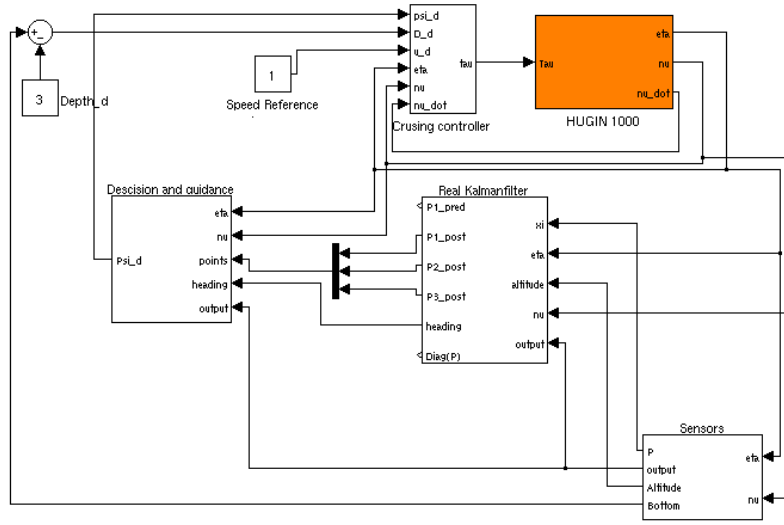 psi_d
D_d
u_d
eta
nu
nu_dot
tau
Crusing controller
Tau
eta
nu
nu_dot
HUGIN 1000
+
-
3
Depth_d
1
Speed Reference
Descision and guidance
Psi_d
eta
nu
points
heading
output
Real Kalmanfilter
P1_pred
P1_post
P2_post
P3_post
heading
Diag(P)
xi
eta
altitude
nu
output
Sensors
P
output
Altitude
Bottom
eta
nu